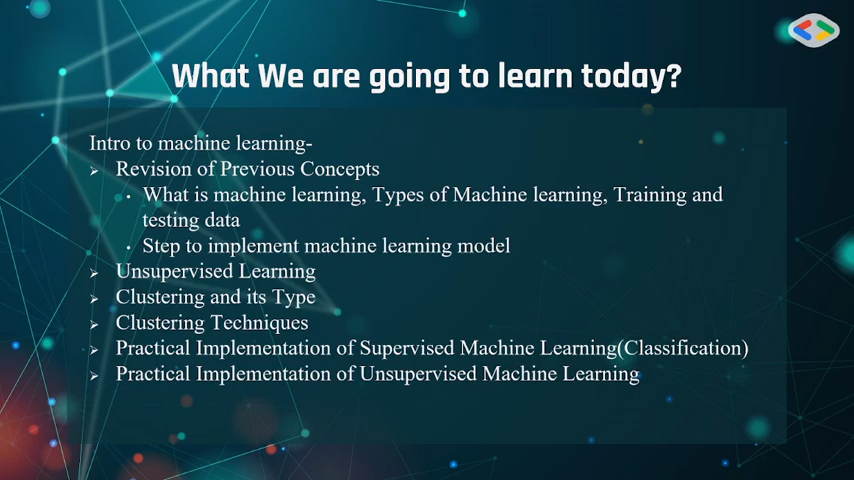 What We are going to learn today?
Intro to machine learning-
➢ Revision of Previous Concepts
• What is machine learning, Types of Machine learning, Training and
testing data
• Step to implement machine learning model
➢ Unsupervised Learning
➢ Clustering and its Type
➢ Clustering Techniques
➢ Practical Implementation of Supervised Machine Learning(Classification)
➢ Practical Implementation of Unsupervised Machine Learning